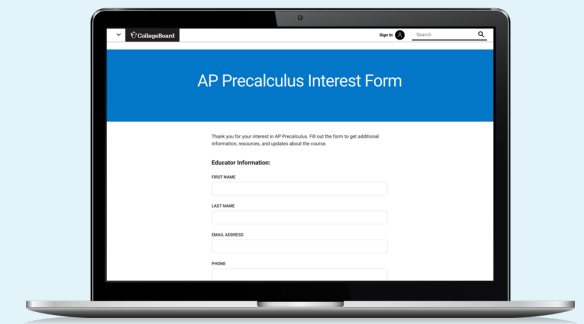 CollegeBoard
Sign In
Search
AP Precalculus Interest Form
Thank you for your interest in AP Precalculus. Fill out the form to get additional
information, resources, and updates about the course.
Educator Information:
FIRST NAME
LAST NAME
EMAIL ADDRESS
PHONE